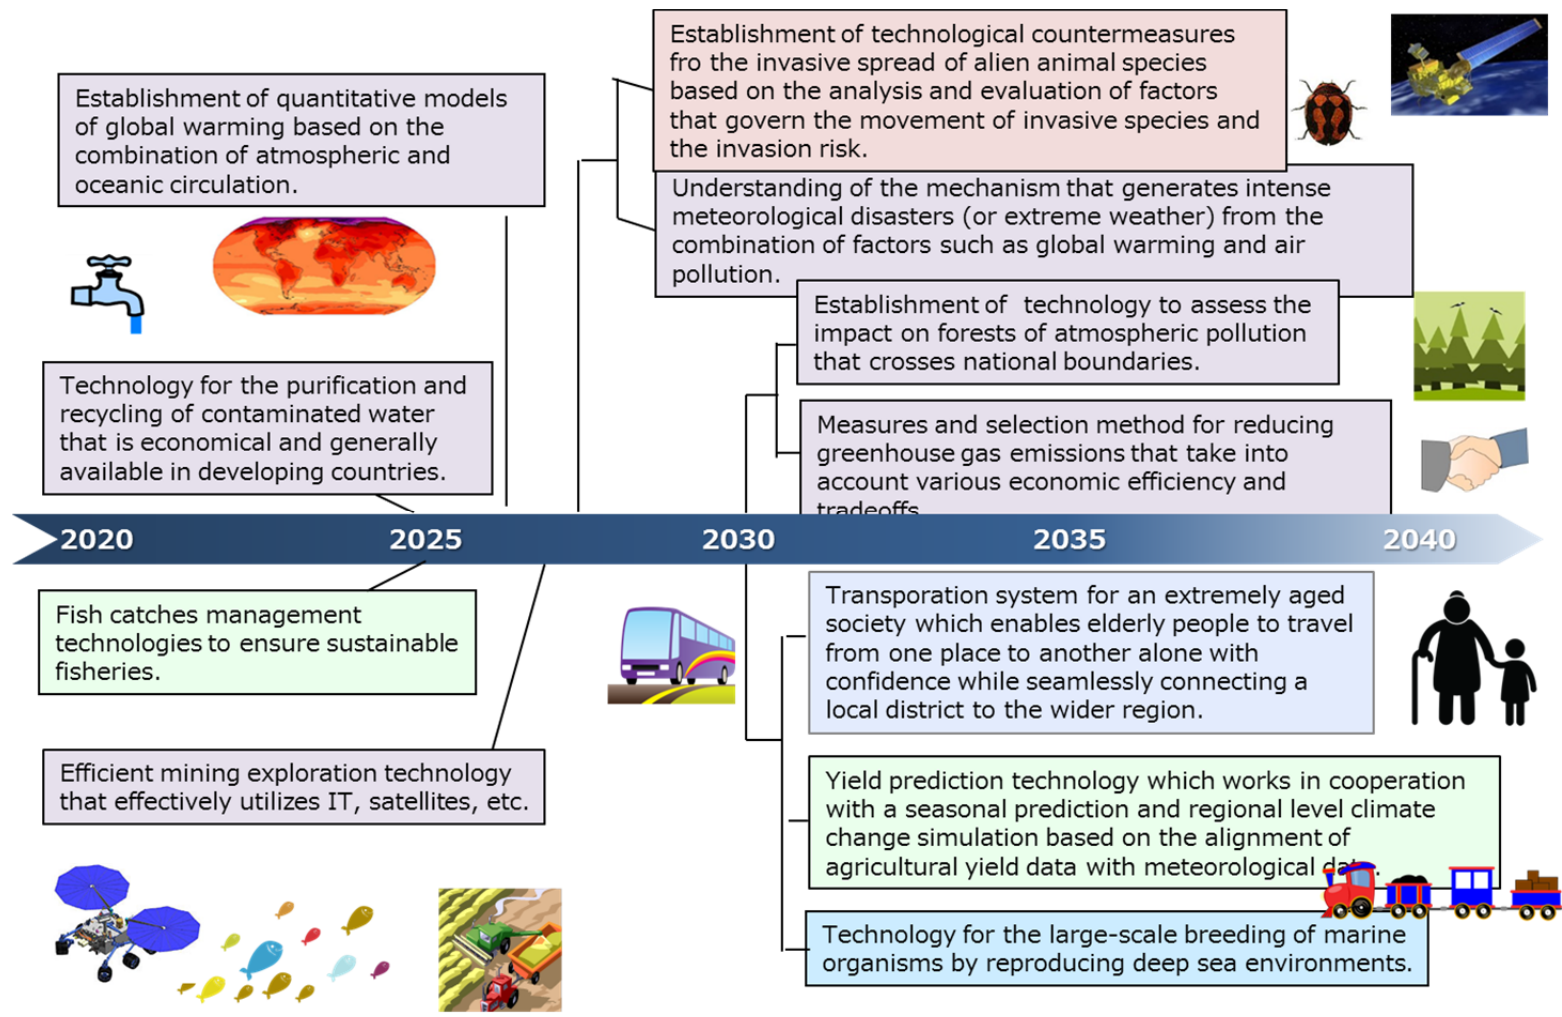 Establishment of quantitative models
of global warming based on the
combination of atmospheric and
oceanic circulation.
Technology for the purification and
recycling of contaminated water
that is economical and generally
available in developing countries.
Establishment of technological countermeasures
fro the invasive spread of alien animal species
based on the analysis and evaluation of factors
that govern the movement of invasive species and
the invasion risk.
Understanding of the mechanism that generates intense
meteorological disasters (or extreme weather) from the
combination of factors such as global warming and air
pollution.
Establishment of  technology to assess the
impact on forests of atmospheric pollution
that crosses national boundaries.
Measures and selection method for reducing
greenhouse gas emissions that take into
account various economic efficiency and
tradeoffs
2020 2025 2030 2035 2040
Fish catches management
technologies to ensure sustainable
fisheries.
Efficient mining exploration technology
that effectively utilizes IT, satellites, etc.
Transporation system for an extremely aged
society which enables elderly people to travel
from one place to another alone with
confidence while seamlessly connecting a
local district to the wider region.
Yield prediction technology which works in cooperation
with a seasonal prediction and regional level climate
change simulation based on the alignment of
agricultural yield data with meteorological data.
Technology for the large-scale breeding of marine
organisms by reproducing deep sea environments.